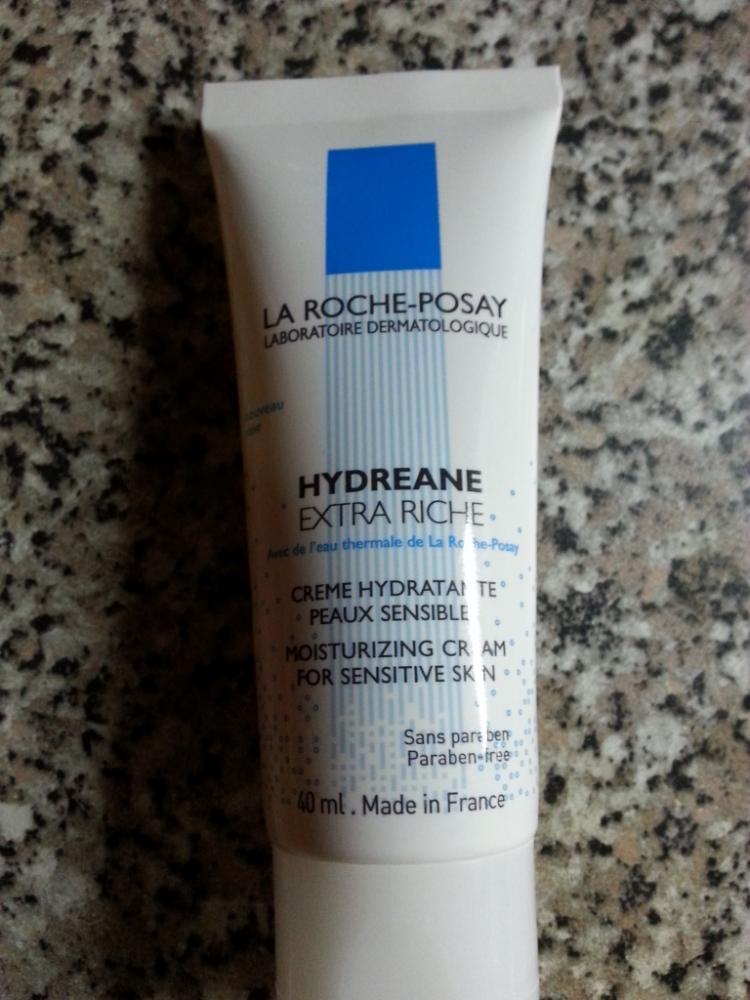 LA ROCHE-POSAY
LABORATOIRE DERMATOLOGIQUE
HYDREANE
EXTRA RICHE
Avec de l'eau thermale de La Roche-Posay
CREME HYDRATANTE
PEAUX SENSIBLES
MOISTURIZING CREAM
FOR SENSITIVE SKIN
Sans paraben
Paraben-free
40 ml . Made in France